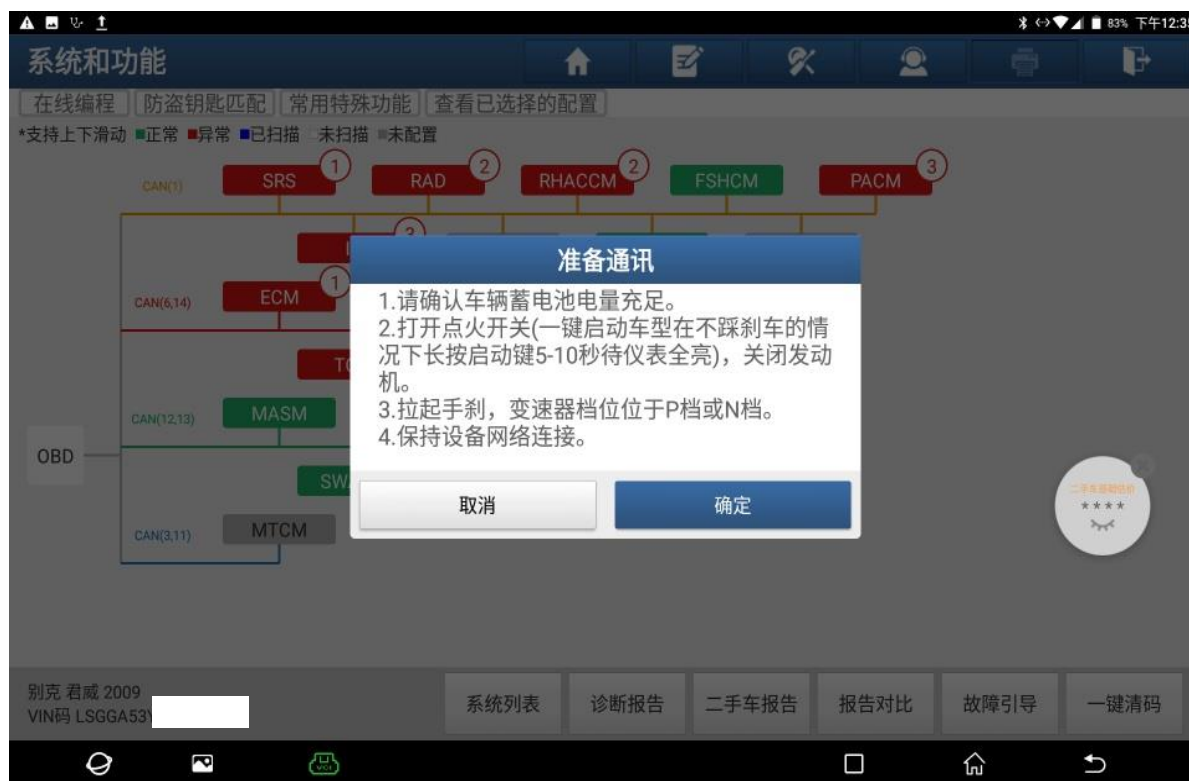 83% 下午12:35
系统和功能
在线编程 防盗钥匙匹配 常用特殊功能 查看已选择的配置
*支持上下滑动 正常 异常 已扫描 未扫描 未配置
CAN(1) SRS 1 RAD 2 RHACCM 2 FSHCM PACM 3
3
CAN(6,14) ECM 1
CAN(12,13) MASM
OBD
CAN(3,11) MTCM
准备通讯
1.请确认车辆蓄电池电量充足。
2.打开点火开关(一键启动车型在不踩刹车的情
况下长按启动键5-10秒待仪表全亮)，关闭发动
机。
3.拉起手刹，变速器档位位于P档或N档。
4.保持设备网络连接。
取消 确定
二手车基础估价
****
别克 君威 2009
VIN码 LSGGA53Y
系统列表 诊断报告 二手车报告 报告对比 故障引导 一键清码